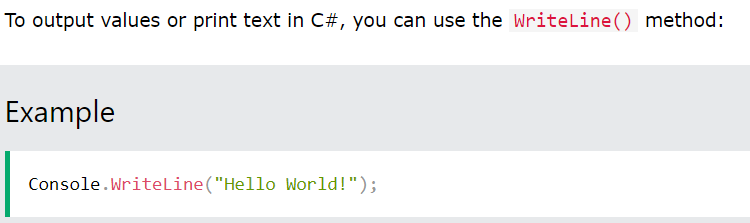 To output values or print text in C#, you can use the WriteLine() method:
Example
Console.WriteLine("Hello World!");